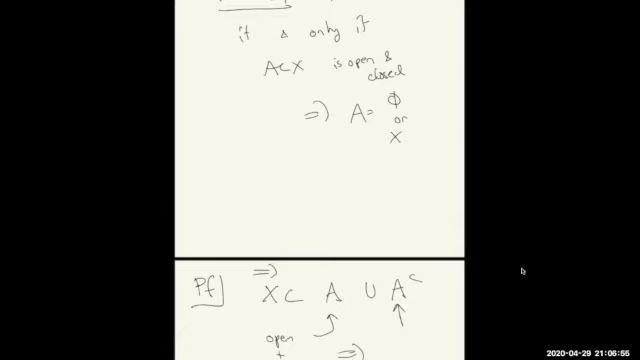 if & only if
A⊂X is open &
closed
=> A= ∅
or
X
=>
Pf] X ⊂ A ∪ Aᶜ
open
+ =>
2020-04-29 21:06:55